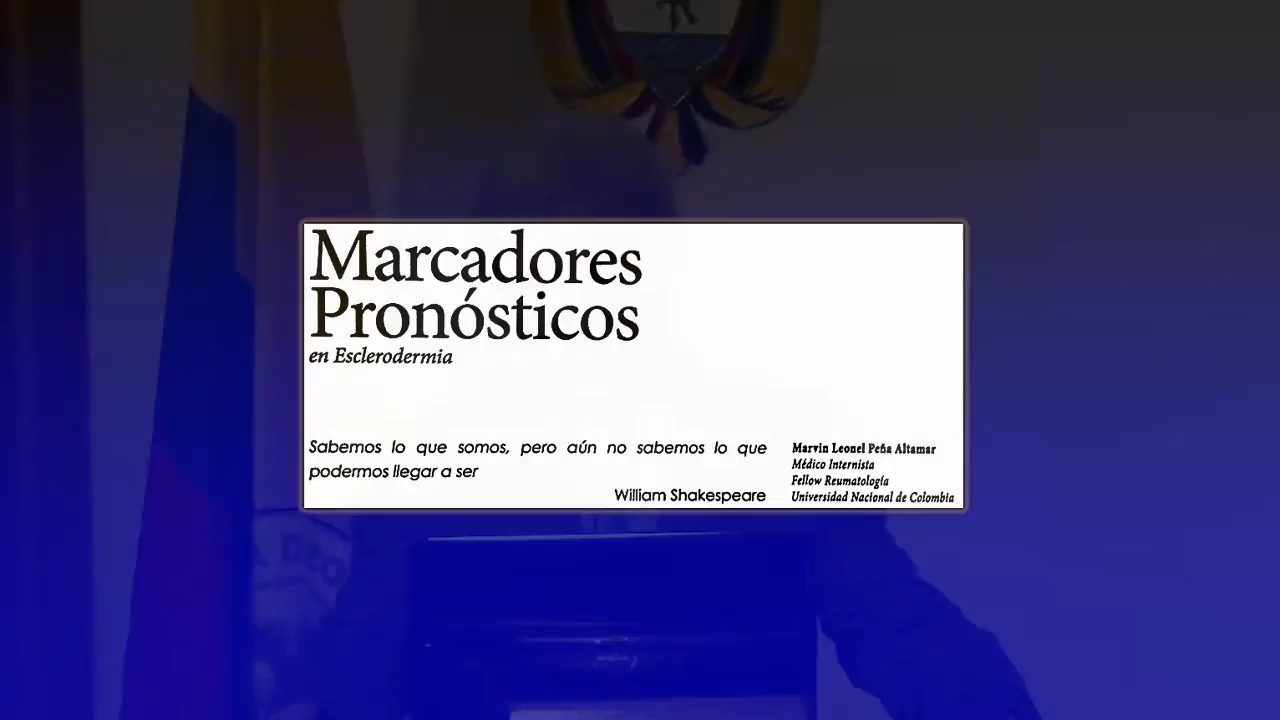 Marcadores
Pronósticos
en Esclerodermia
Sabemos lo que somos, pero aún no sabemos lo que
podermos llegar a ser
William Shakespeare
Marvin Leonel Peña Altamar
Médico Internista
Fellow Reumatología
Universidad Nacional de Colombia